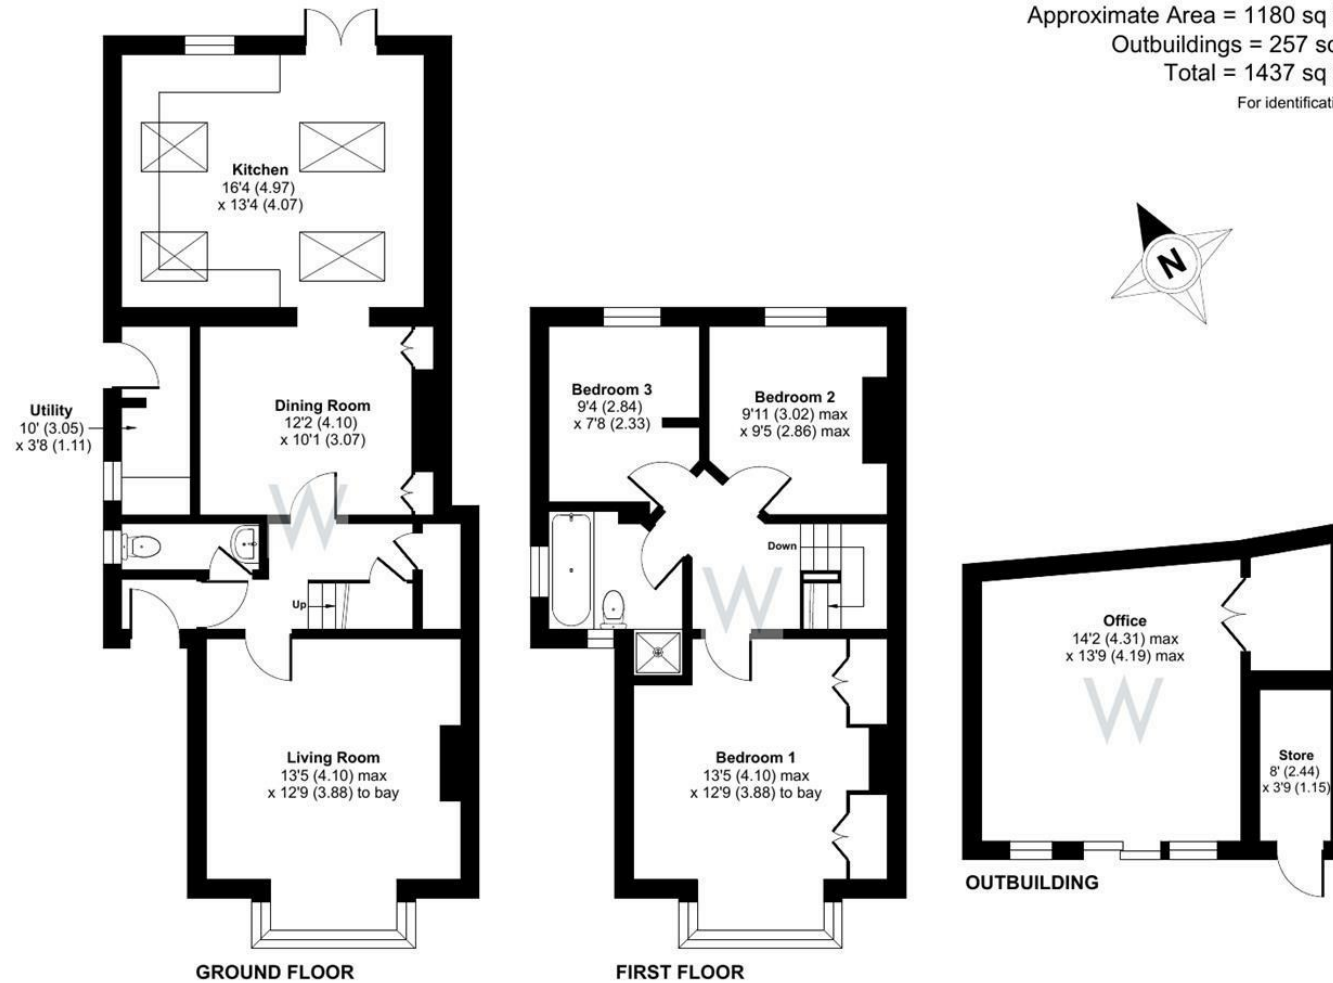 Approximate Area = 1180 sq
Outbuildings = 257 sq
Total = 1437 sq
For
N
Kitchen
16'4 (4.97)
x 13'4 (4.07)
Utility
10' (3.05)
x 3'8 (1.11)
Dining Room
12'2 (4.10)
x 10'1 (3.07)
W
Up
Living Room
13'5 (4.10) max
x 12'9 (3.88) to bay
GROUND FLOOR
Bedroom 3
9'4 (2.84)
x 7'8 (2.33)
Bedroom 2
9'11 (3.02) max
x 9'5 (2.86) max
Down
W
Bedroom 1
13'5 (4.10) max
x 12'9 (3.88) to bay
FIRST FLOOR
Office
14'2 (4.31) max
x 13'9 (4.19) max
W
Store
8' (2.44)
x 3'9 (1.15)
OUTBUILDING